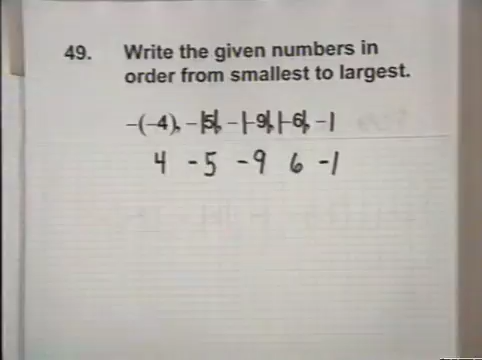 49. Write the given numbers in
order from smallest to largest.
-(-4), -|5|, -|-9|, |-6|, -1
4 -5 -9 6 -1